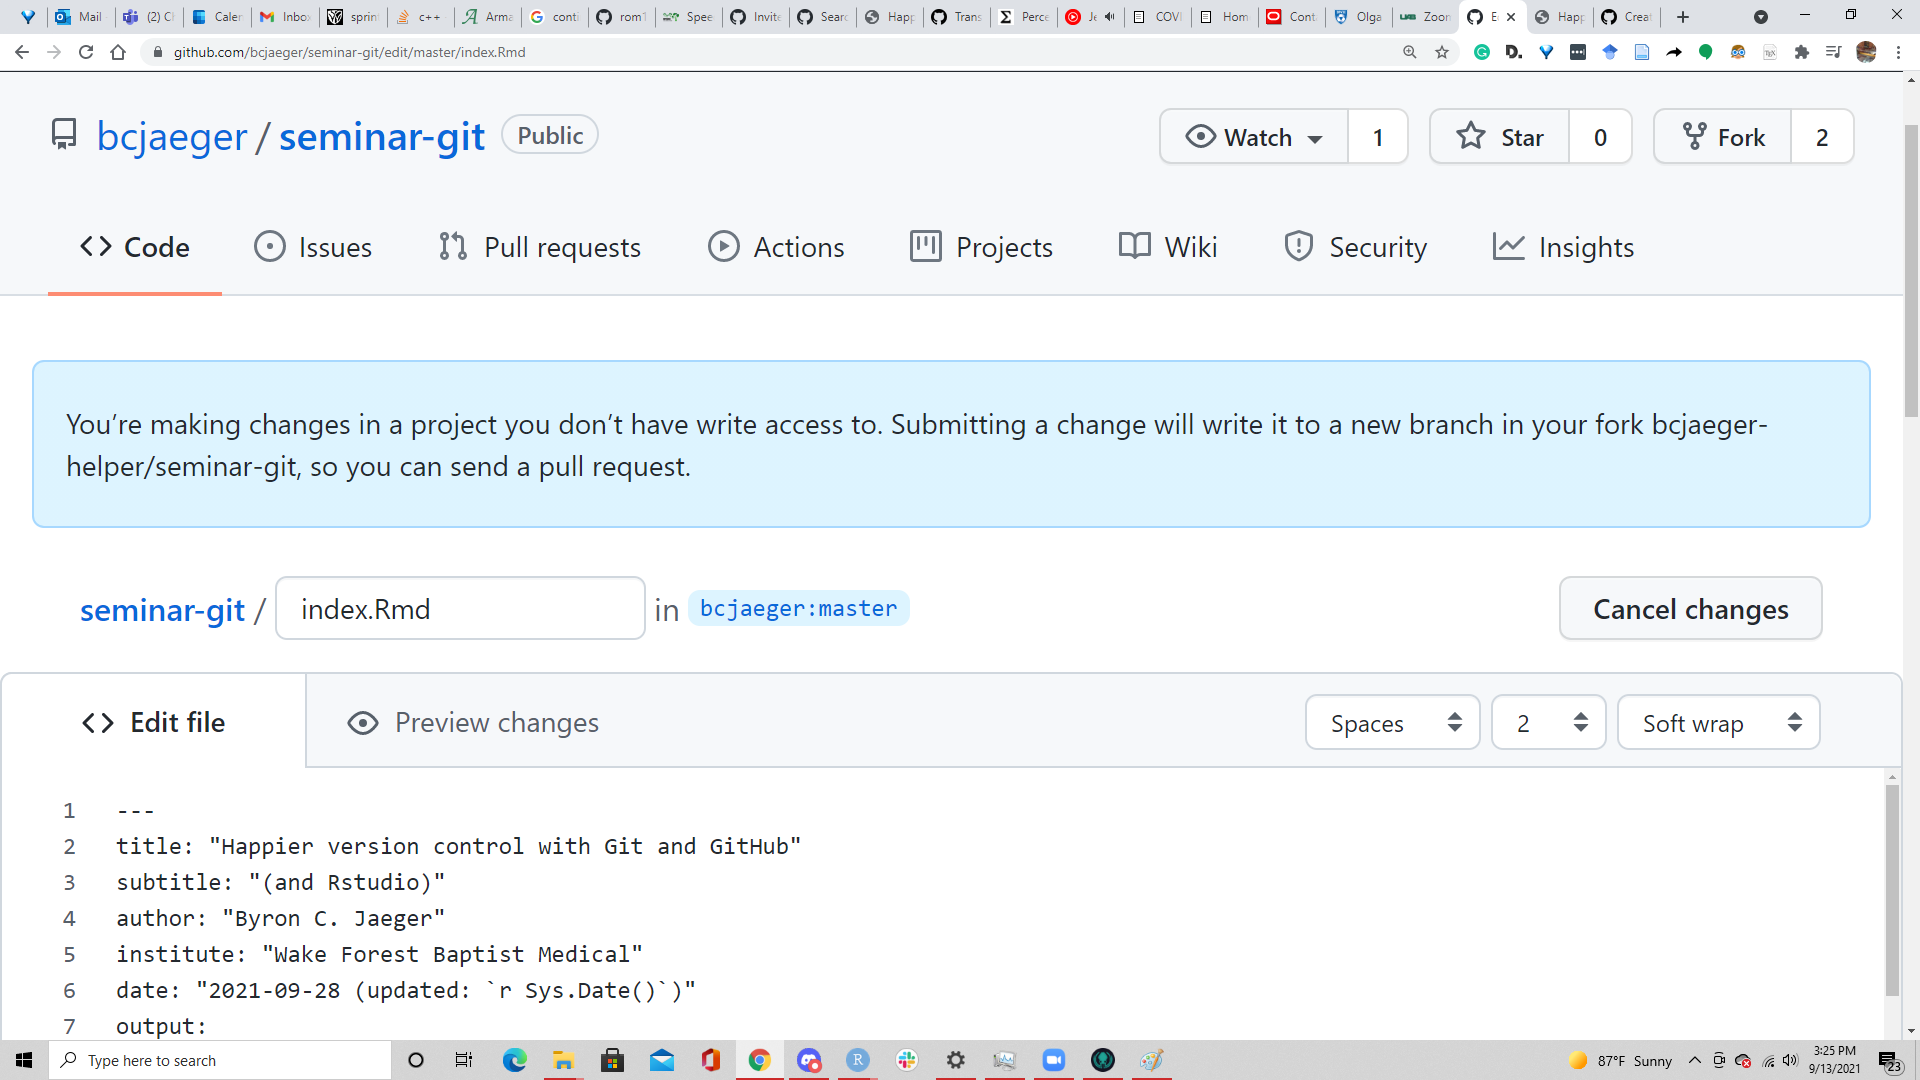 Mail
(2) C
Caler
Inbox
sprin
c++
Arma
conti
rom
Spee
Invite
Searc
Happ
Trans
Perce
Je
COVI
Hom
Cont
Olga
Zoon
E
Happ
Creat
github.com/bcjaeger/seminar-git/edit/master/index.Rmd
bcjaeger / seminar-git Public
Watch 1 Star 0 Fork 2
Code Issues Pull requests Actions Projects Wiki Security Insights
You’re making changes in a project you don’t have write access to. Submitting a change will write it to a new branch in your fork bcjaeger-
helper/seminar-git, so you can send a pull request.
seminar-git / index.Rmd in bcjaeger:master Cancel changes
Edit file Preview changes Spaces 2 Soft wrap
1 ---
2 title: "Happier version control with Git and GitHub"
3 subtitle: "(and Rstudio)"
4 author: "Byron C. Jaeger"
5 institute: "Wake Forest Baptist Medical"
6 date: "2021-09-28 (updated: `r Sys.Date()`)"
7 output:
Type here to search
87°F Sunny
3:25 PM
9/13/2021
23